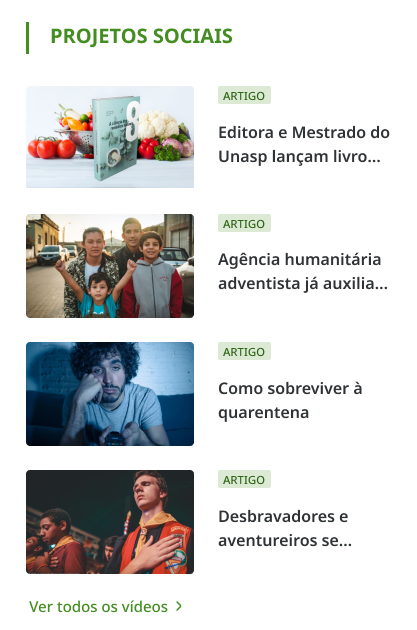 PROJETOS SOCIAIS
ARTIGO
Editora e Mestrado do
Unasp lançam livro...
ARTIGO
Agência humanitária
adventista já auxilia...
ARTIGO
Como sobreviver à
quarentena
ARTIGO
Desbravadores e
aventureiros se...
Ver todos os vídeos